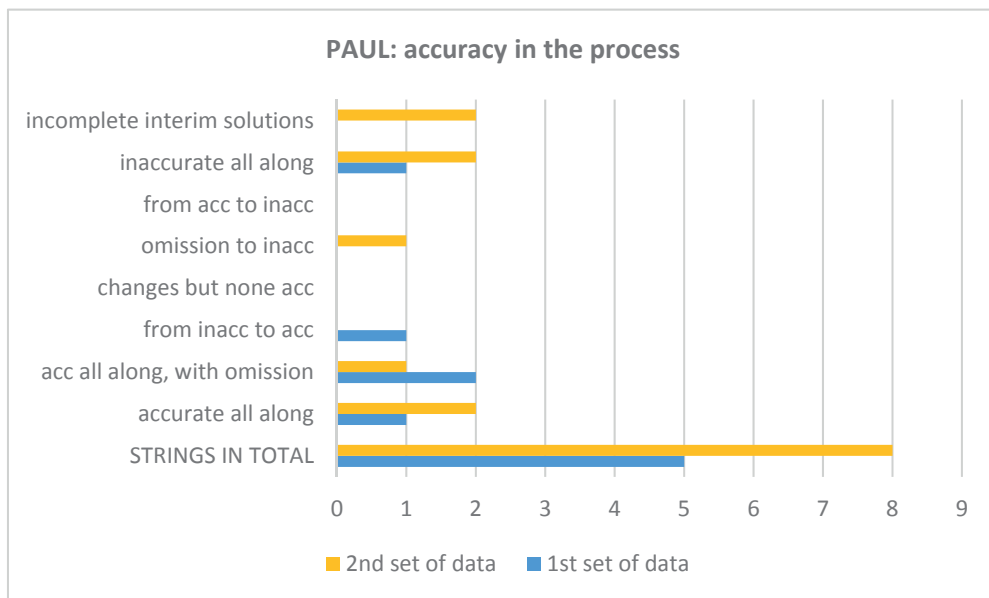 PAUL: accuracy in the process
incomplete interim solutions
inaccurate all along
from acc to inacc
omission to inacc
changes but none acc
from inacc to acc
acc all along, with omission
accurate all along
STRINGS IN TOTAL
0 1 2 3 4 5 6 7 8 9
2nd set of data 1st set of data